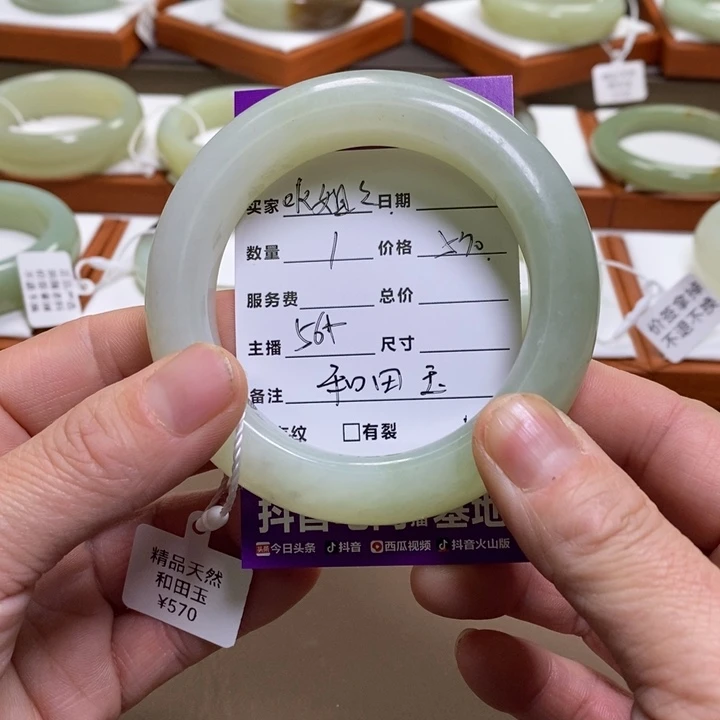 买家 日期
数量 1 价格 570
服务费 总价
主播 56+ 尺寸
备注 和田玉
纹 □有裂
今日头条 抖音 西瓜视频 抖音火山版
精品天然
和田玉
¥570